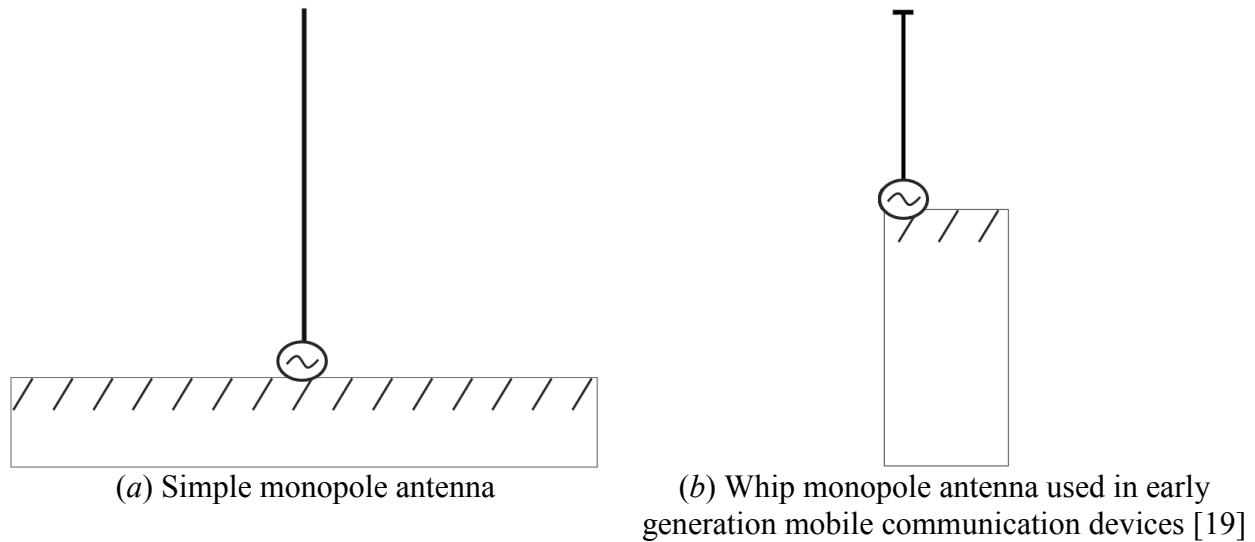 (a) Simple monopole antenna
(b) Whip monopole antenna used in early
generation mobile communication devices [19]